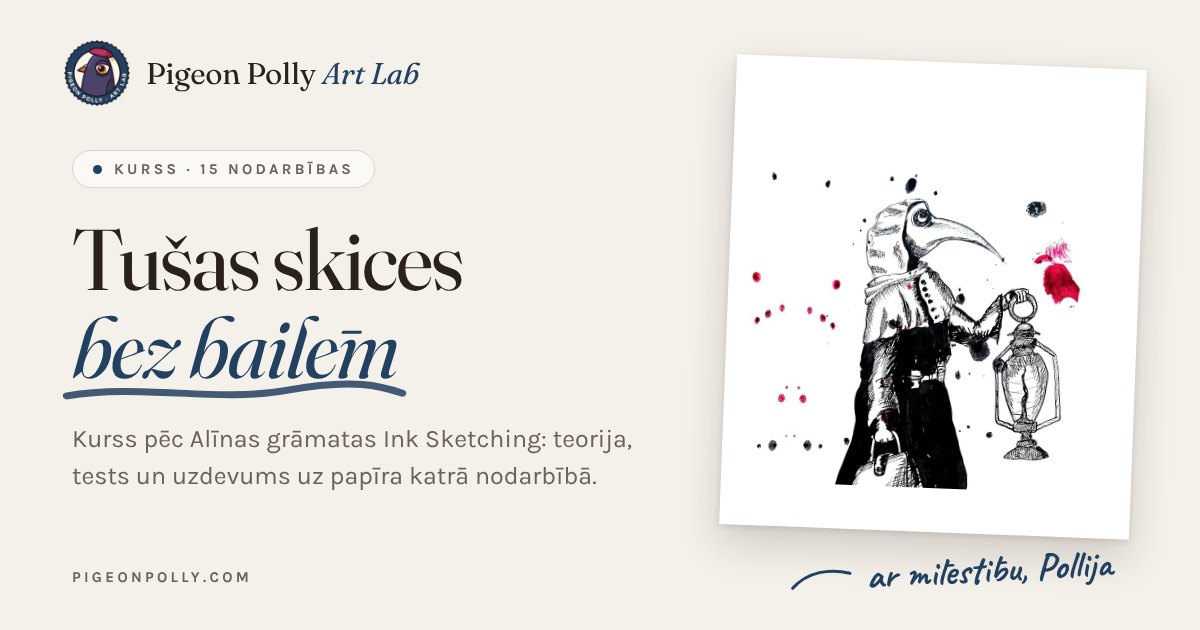 Pigeon Polly Art Lab
KURSS · 15 NODARBĪBAS
Tušas skices
bez bailēm
Kurss pēc Alīnas grāmatas Ink Sketching: teorija,
tests un uzdevums uz papīra katrā nodarbībā.
PIGEONPOLLY.COM
ar mīlestību, Pollija